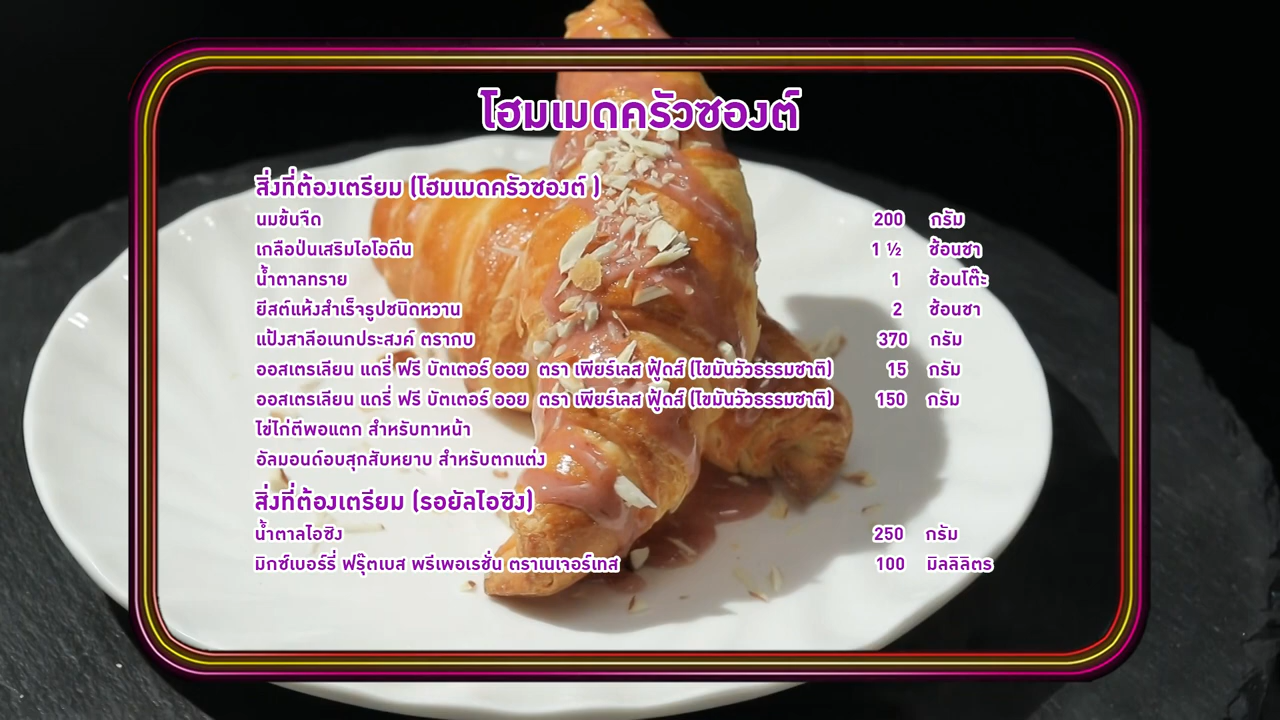 โฮมเมดครัวซองต์
สิ่งที่ต้องเตรียม (โฮมเมดครัวซองต์ )
นมข้นจืด 200 กรัม
เกลือป่นเสริมไอโอดีน 1 ½ ช้อนชา
น้ำตาลทราย 1 ช้อนโต๊ะ
ยีสต์แห้งสำเร็จรูปชนิดหวาน 2 ช้อนชา
แป้งสาลีอเนกประสงค์ ตรากบ 370 กรัม
ออสเตรเลียน แดรี่ ฟรี บัตเตอร์ ออย ตรา เพียร์เลส ฟู้ดส์ (ไขมันวัวธรรมชาติ) 15 กรัม
ออสเตรเลียน แดรี่ ฟรี บัตเตอร์ ออย ตรา เพียร์เลส ฟู้ดส์ (ไขมันวัวธรรมชาติ) 150 กรัม
ไข่ไก่ตีพอแตก สำหรับทาหน้า
อัลมอนด์อบสุกสับหยาบ สำหรับตกแต่ง
สิ่งที่ต้องเตรียม (รอยัลไอซิง)
น้ำตาลไอซิง 250 กรัม
มิกซ์เบอร์รี่ ฟรุ๊ตเบส พรีเพอเรชั่น ตราเนเจอร์เทส 100 มิลลิลิตร